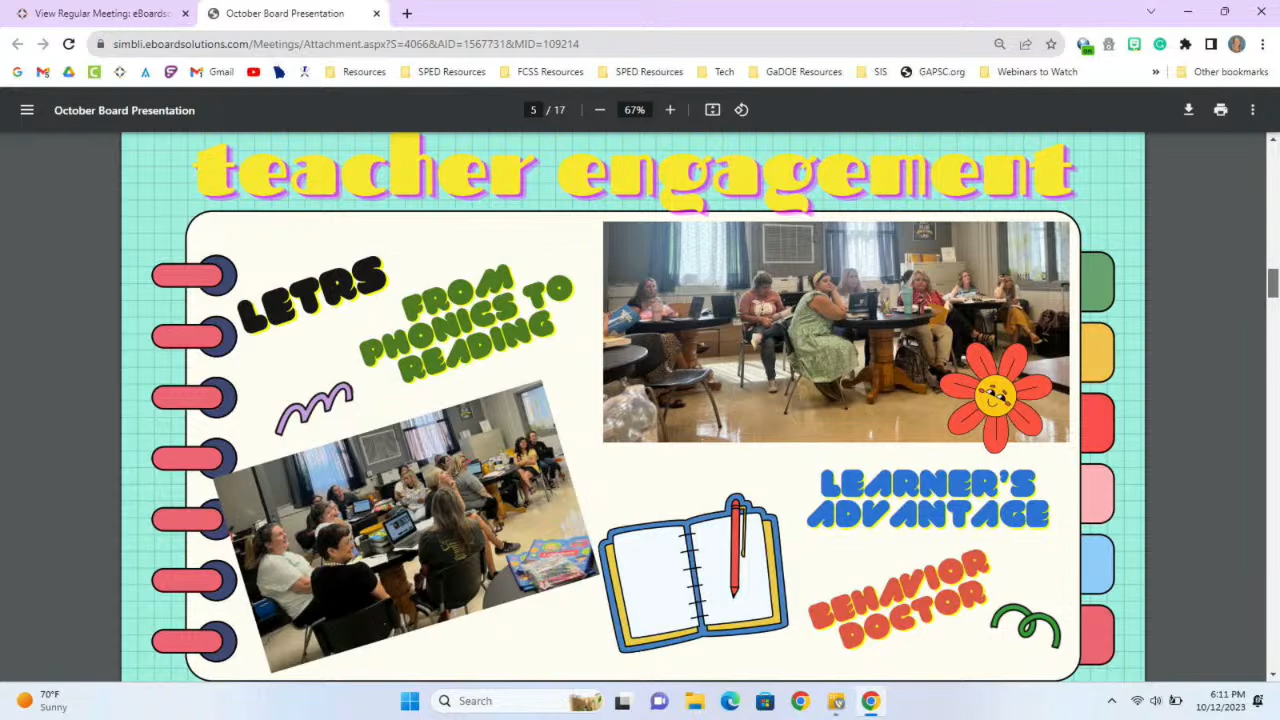 View Regular Meeting: eBoards
October Board Presentation
simbli.eboardsolutions.com/Meetings/Attachment.aspx?S=4066&AID=1567731&MID=109214
Gmail
Resources
SPED Resources
FCSS Resources
SPED Resources
Tech
GaDOE Resources
SIS
GAPSC.org
Webinars to Watch
Other bookmarks
October Board Presentation
5 / 17
67%
teacher engagement
LETRS
FROM
PHONICS TO
READING
LEARNER'S
ADVANTAGE
BEHAVIOR
DOCTOR
70°F
Sunny
Search
6:11 PM
10/12/2023